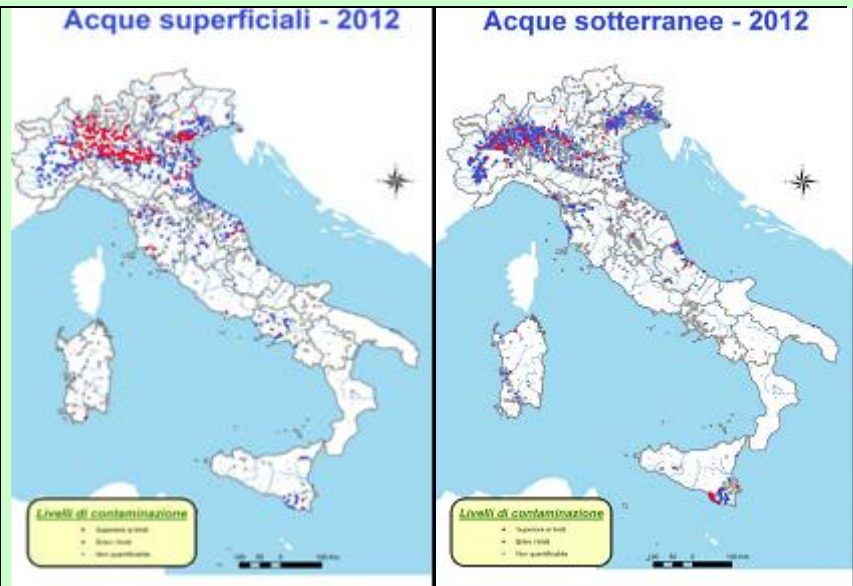 Acque superficiali - 2012
Livelli di contaminazione
Superiore ai limiti
Entro i limiti
Non quantificabile
Acque sotterranee - 2012
Livelli di contaminazione
Superiore ai limiti
Entro i limiti
Non quantificabile